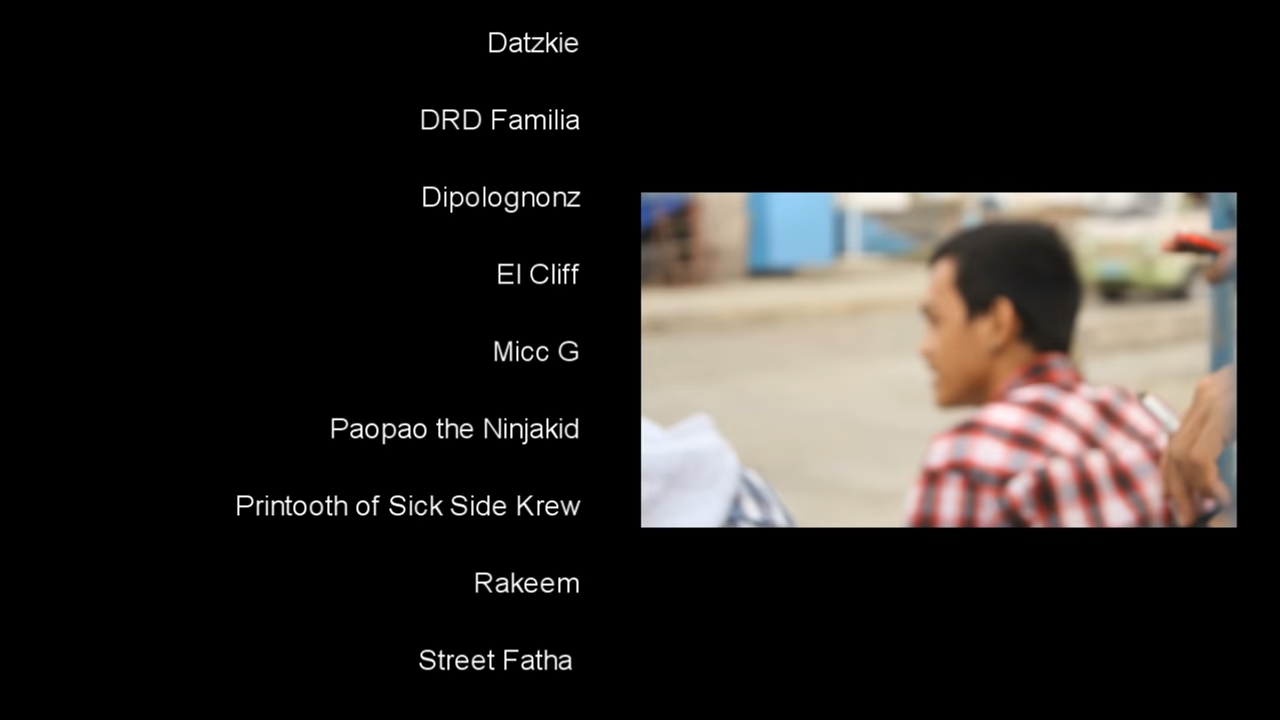 Datzkie
DRD Familia
Dipolognonz
El Cliff
Micc G
Paopao the Ninjakid
Printooth of Sick Side Krew
Rakeem
Street Fatha